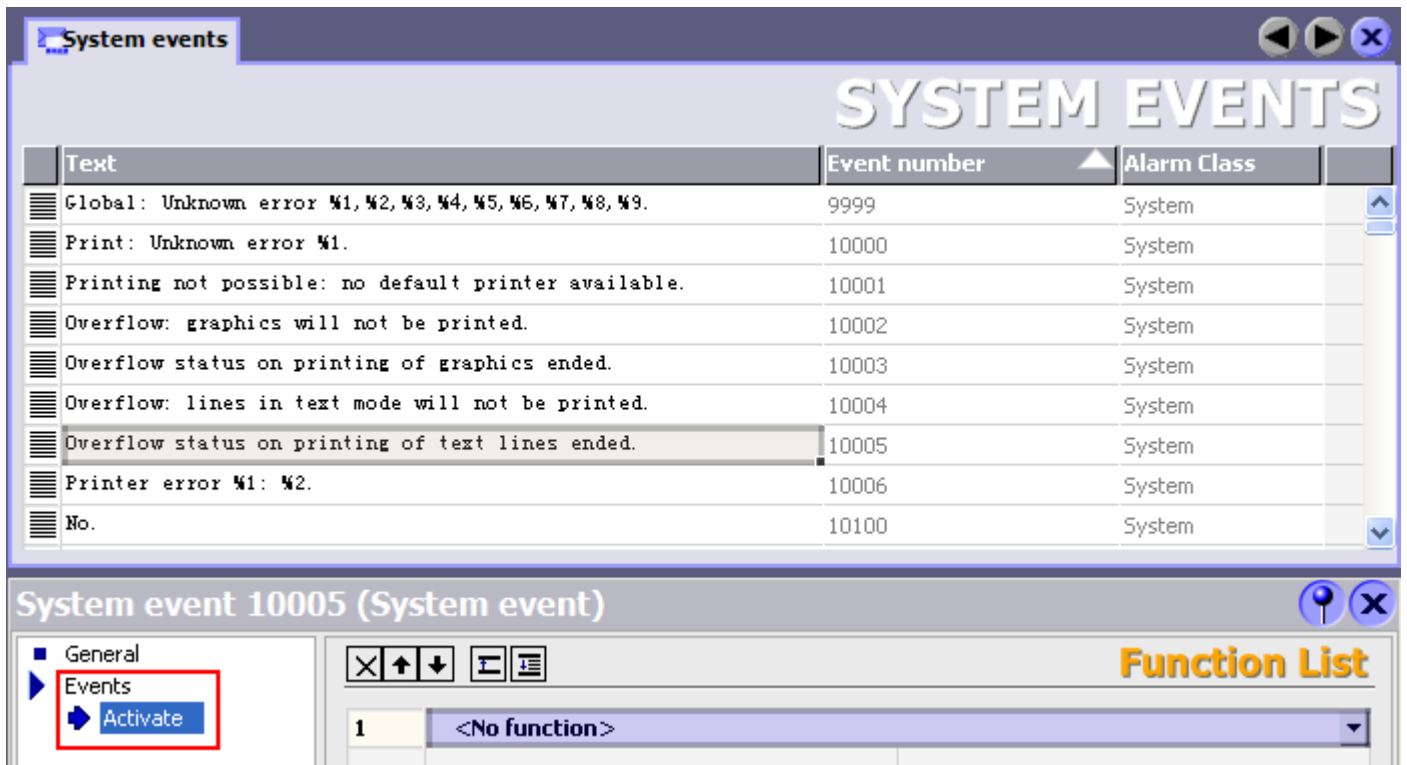 System events
SYSTEM EVENTS
Text Event number Alarm Class
Global: Unknown error %1, %2, %3, %4, %5, %6, %7, %8, %9. 9999 System
Print: Unknown error %1. 10000 System
Printing not possible: no default printer available. 10001 System
Overflow: graphics will not be printed. 10002 System
Overflow status on printing of graphics ended. 10003 System
Overflow: lines in text mode will not be printed. 10004 System
Overflow status on printing of text lines ended. 10005 System
Printer error %1: %2. 10006 System
No. 10100 System
System event 10005 (System event)
General
Events
Activate
Function List
1 <No function>